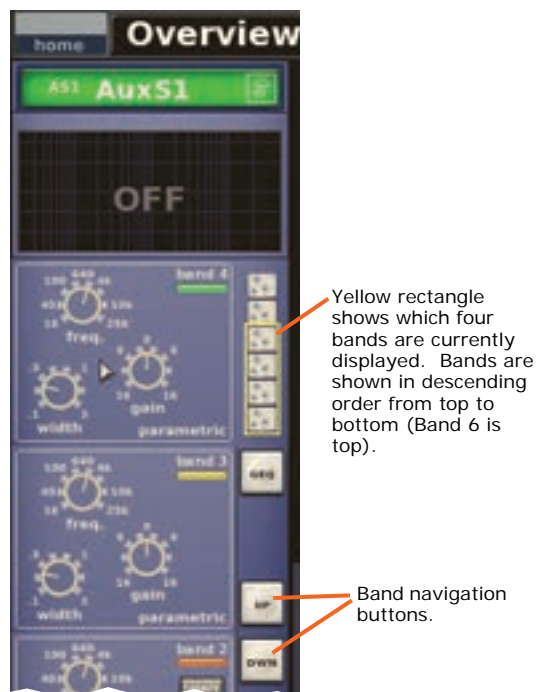 home
Overview
AS1 AuxS1
OFF
band 4
freq.
width
gain
parametric
Yellow rectangle
shows which four
bands are currently
displayed. Bands are
shown in descending
order from top to
bottom (Band 6 is
top).
band 3
GEQ
freq.
width
gain
parametric
UP
Band navigation
buttons.
band 2
DWN